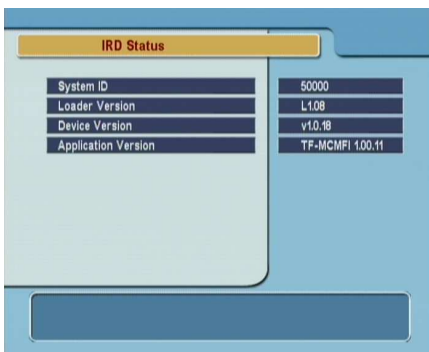 IRD Status
System ID 50000
Loader Version L1.08
Device Version v1.0.18
Application Version TF-MCMFI 1.00.11